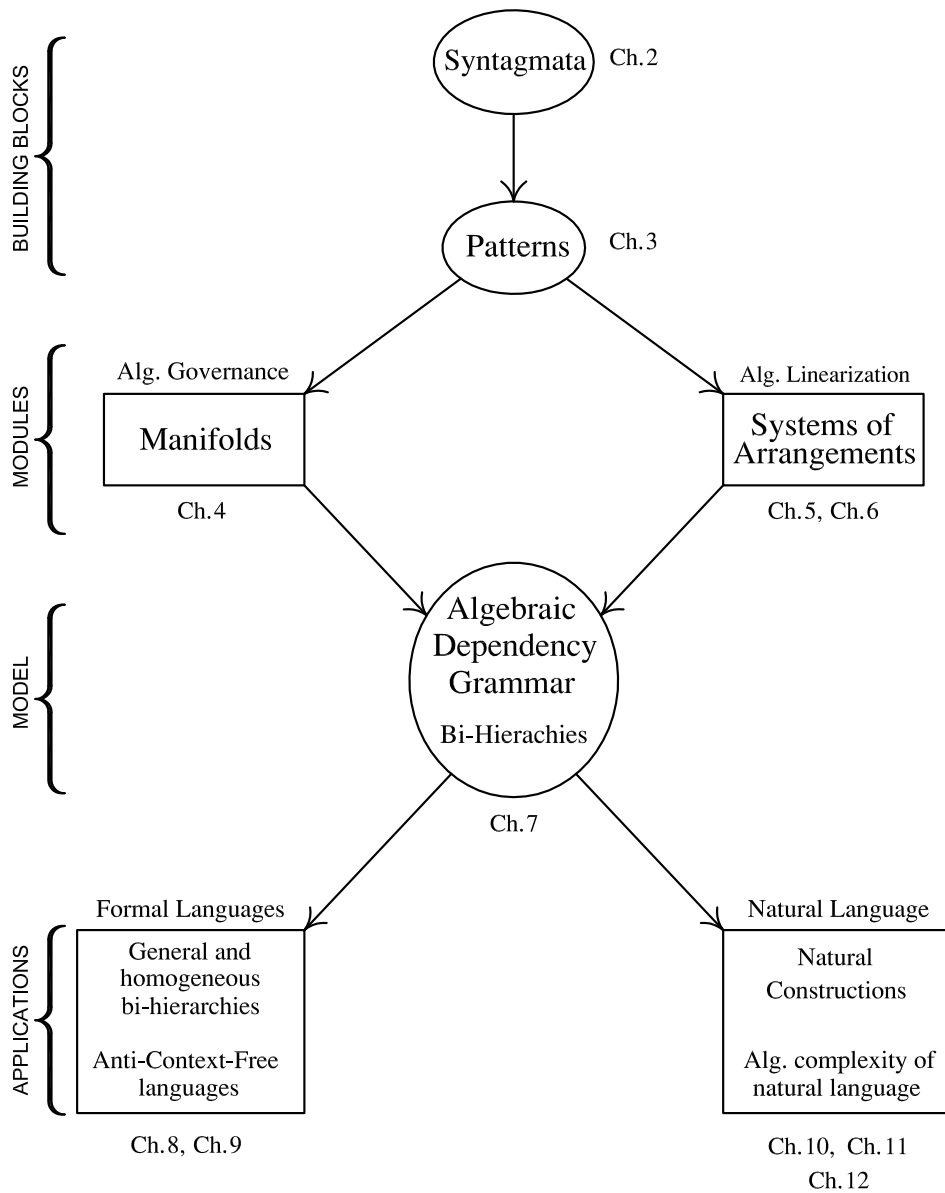 BUILDING BLOCKS
Syntagmata
Ch.2
Patterns
Ch.3
MODULES
Alg. Governance
Manifolds
Ch.4
Alg. Linearization
Systems of
Arrangements
Ch.5, Ch.6
MODEL
Algebraic
Dependency
Grammar
Bi-Hierachies
Ch.7
APPLICATIONS
Formal Languages
General and
homogeneous
bi-hierarchies
Anti-Context-Free
languages
Ch.8, Ch.9
Natural Language
Natural
Constructions
Alg. complexity of
natural language
Ch.10, Ch.11
Ch.12